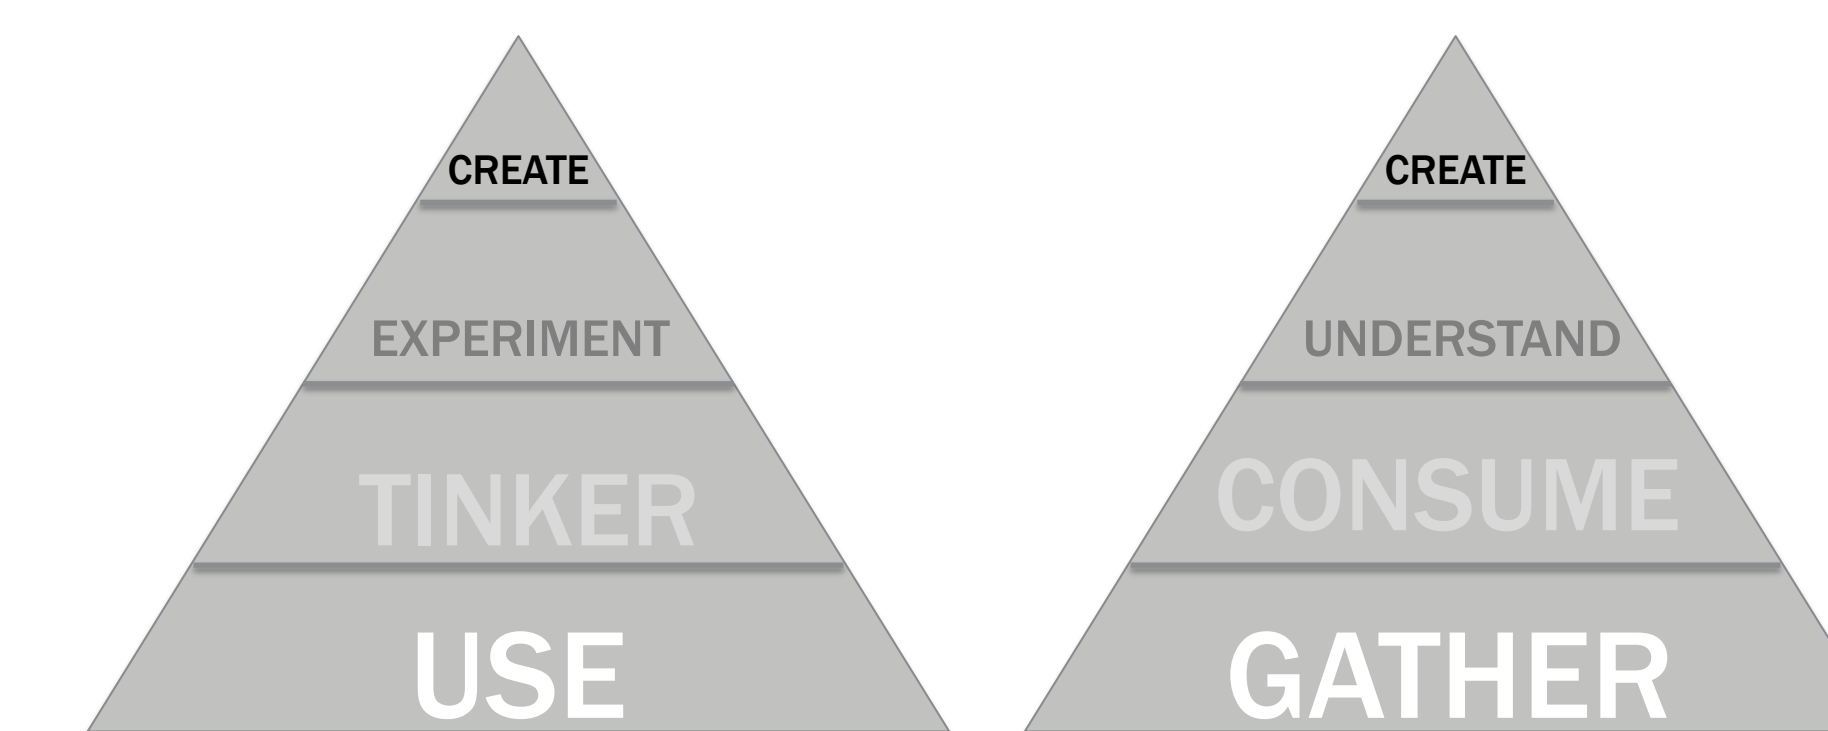 CREATE
EXPERIMENT
TINKER
USE
CREATE
UNDERSTAND
CONSUME
GATHER